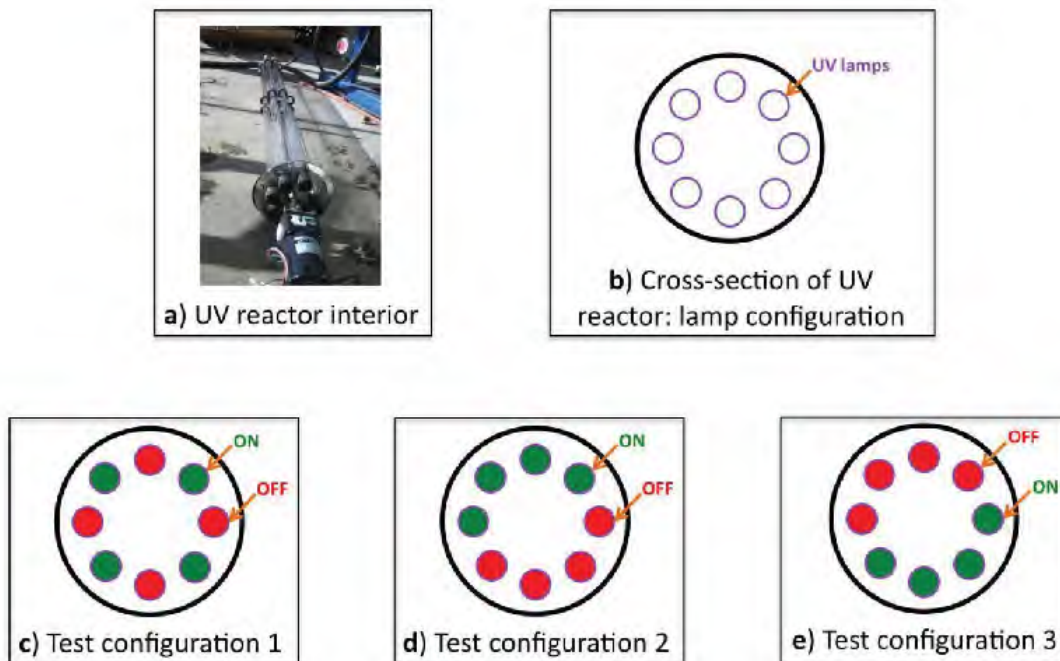 a) UV reactor interior
UV lamps
b) Cross-section of UV
reactor: lamp configuration
ON
OFF
c) Test configuration 1
ON
OFF
d) Test configuration 2
OFF
ON
e) Test configuration 3